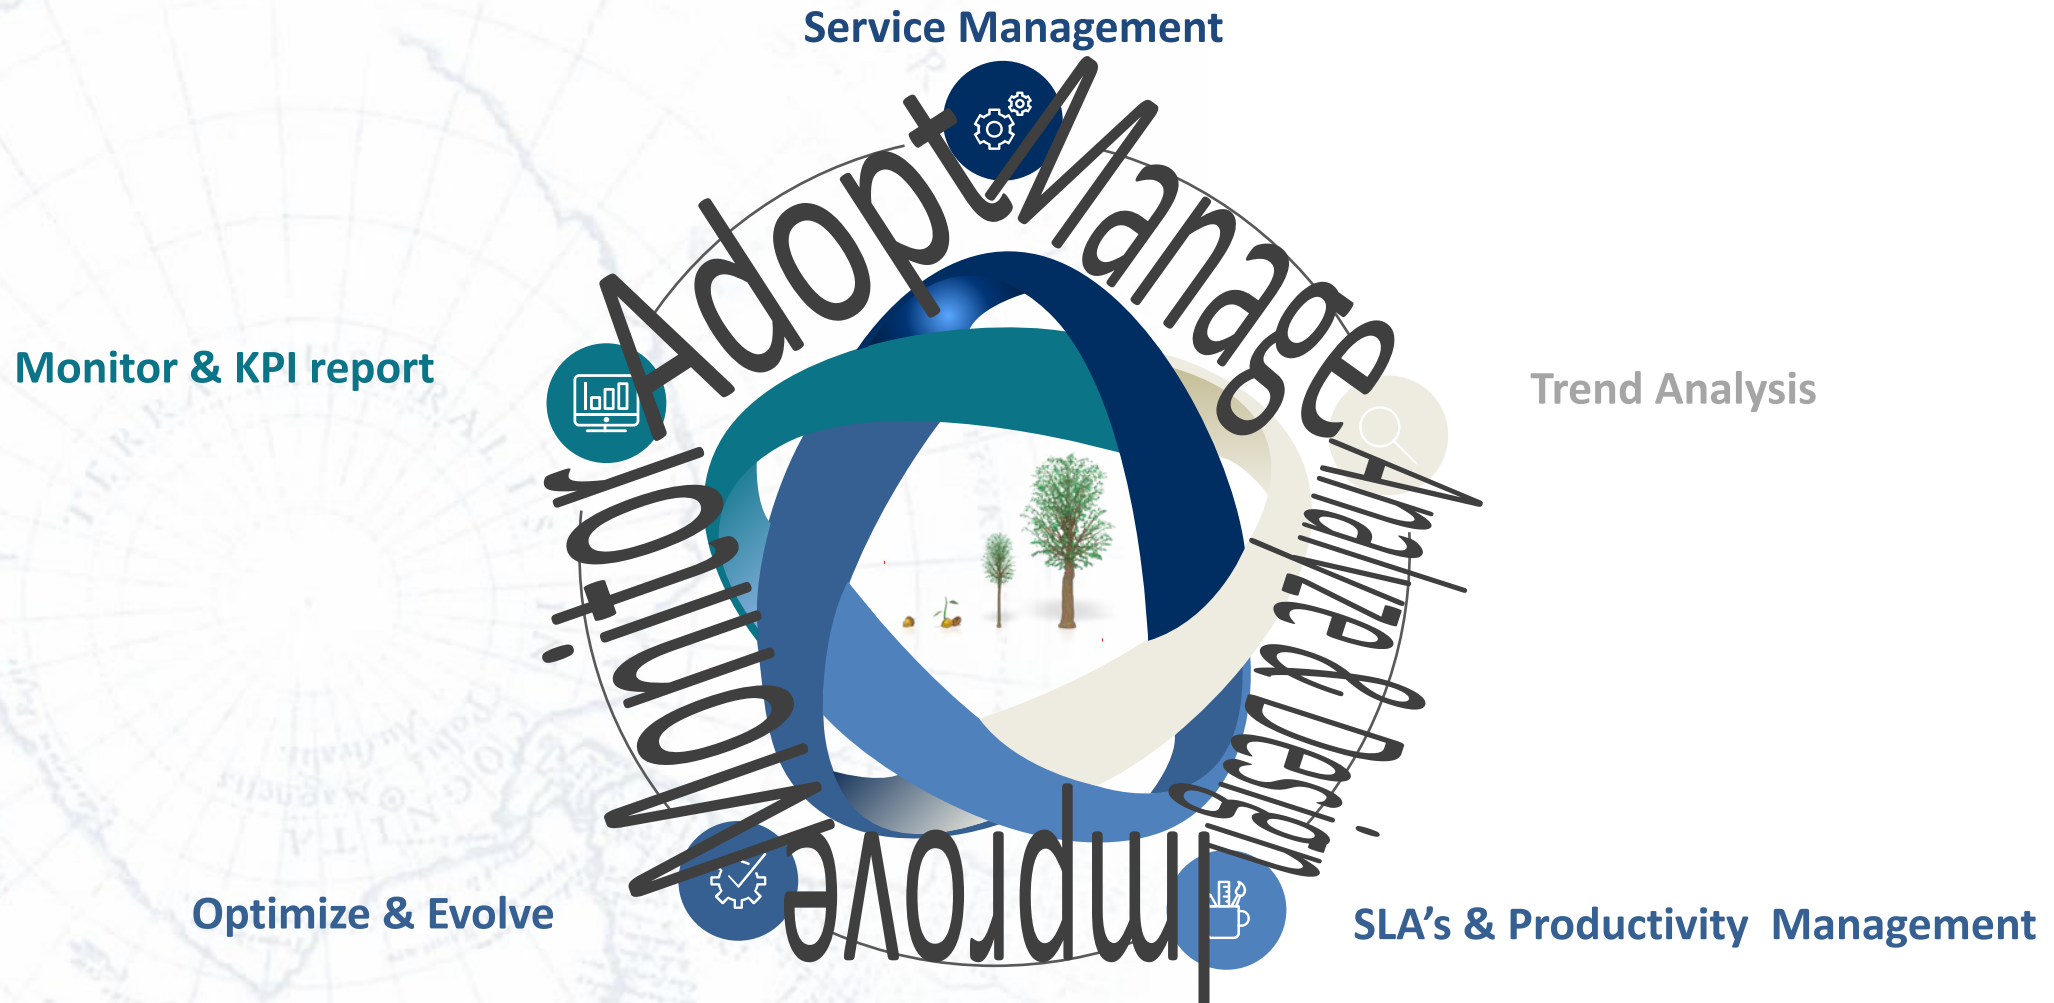 Service Management
Adopt
Manage
Monitor & KPI report
Trend Analysis
Analyze & Design
Monitor
Improve
Optimize & Evolve
SLA’s & Productivity  Management